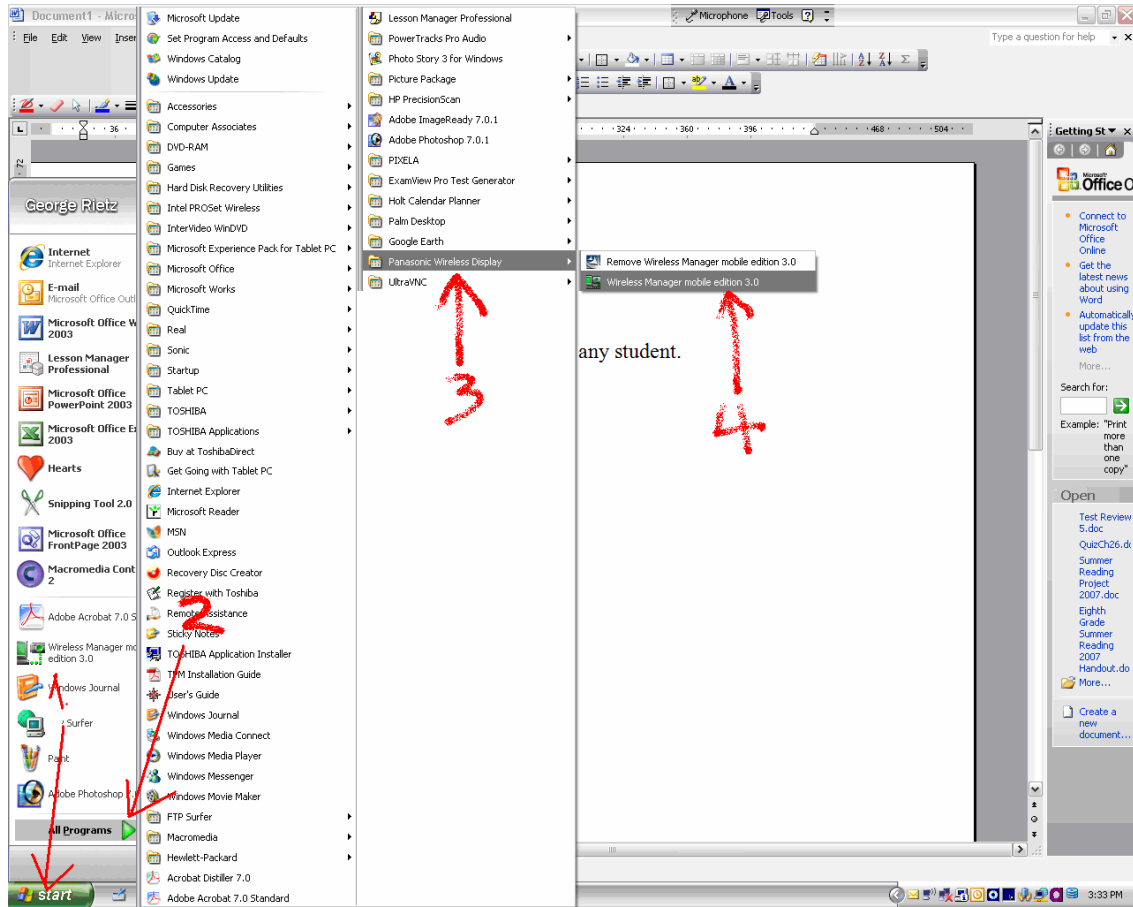 Document1 - Micro
Microphone Tools ?
File Edit View Inser
Type a question for help
36
324 360 396 468 504
72
George Rietz
Internet
Internet Explorer
E-mail
Microsoft Office Outl
Microsoft Office W
2003
Lesson Manager
Professional
Microsoft Office
PowerPoint 2003
Microsoft Office E
2003
Hearts
Snipping Tool 2.0
Microsoft Office
FrontPage 2003
Macromedia Cont
2
Adobe Acrobat 7.0 S
Wireless Manager mo
edition 3.0
Windows Journal
Surfer
Paint
Adobe Photoshop 7.
All Programs
start
Microsoft Update
Set Program Access and Defaults
Windows Catalog
Windows Update
Accessories
Computer Associates
DVD-RAM
Games
Hard Disk Recovery Utilities
Intel PROSet Wireless
InterVideo WinDVD
Microsoft Experience Pack for Tablet PC
Microsoft Office
Microsoft Works
QuickTime
Real
Sonic
Startup
Tablet PC
TOSHIBA
TOSHIBA Applications
Buy at ToshibaDirect
Get Going with Tablet PC
Internet Explorer
Microsoft Reader
MSN
Outlook Express
Recovery Disc Creator
Register with Toshiba
Remote Assistance
Sticky Notes
TOSHIBA Application Installer
TPM Installation Guide
User's Guide
Windows Journal
Windows Media Connect
Windows Media Player
Windows Messenger
Windows Movie Maker
FTP Surfer
Macromedia
Hewlett-Packard
Acrobat Distiller 7.0
Adobe Acrobat 7.0 Standard
Lesson Manager Professional
PowerTracks Pro Audio
Photo Story 3 for Windows
Picture Package
HP PrecisionScan
Adobe ImageReady 7.0.1
Adobe Photoshop 7.0.1
PIXELA
ExamView Pro Test Generator
Holt Calendar Planner
Palm Desktop
Google Earth
Panasonic Wireless Display
UltraVNC
Remove Wireless Manager mobile edition 3.0
Wireless Manager mobile edition 3.0
any student.
1.
2
3
4
Getting St
Microsoft
Office O
Connect to
Microsoft
Office
Online
Get the
latest news
about using
Word
Automatically
update this
list from the
web
More...
Search for:
Example: "Print
more
than
one
copy"
Open
Test Review
5.doc
QuizCh26.do
Summer
Reading
Project
2007.doc
Eighth
Grade
Summer
Reading
2007
Handout.do
More...
Create a
new
document...
3:33 PM